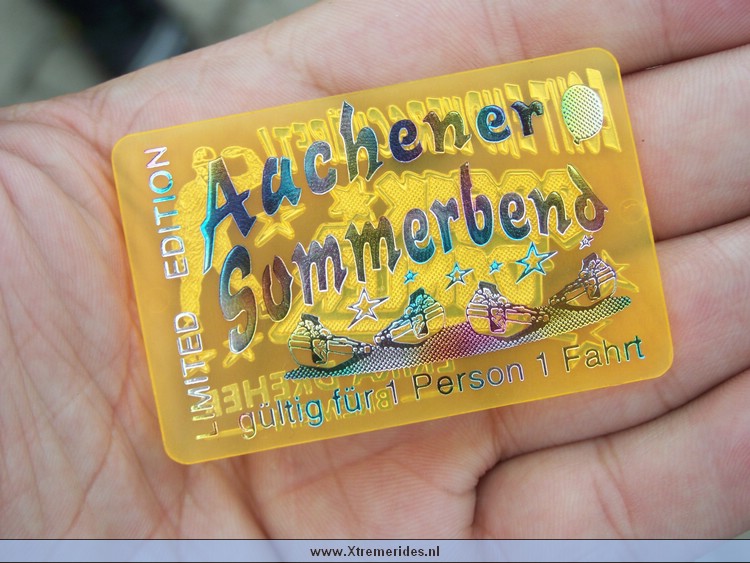 LIMITED EDITION
Aachener
Sommerbend
gültig für 1 Person 1 Fahrt
www.Xtremerides.nl